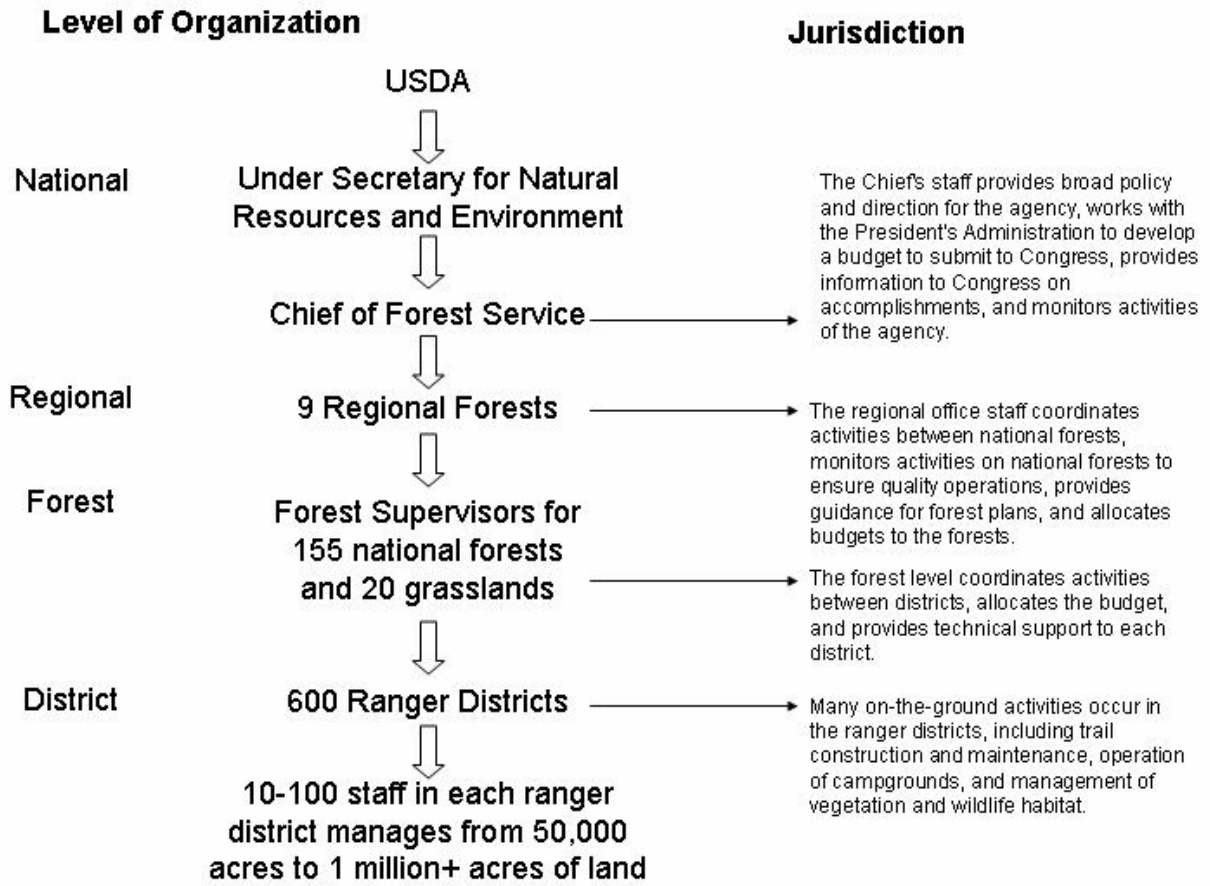 Level of Organization
Jurisdiction
USDA
National
Under Secretary for Natural
Resources and Environment
The Chief's staff provides broad policy
and direction for the agency, works with
the President's Administration to develop
a budget to submit to Congress, provides
information to Congress on
accomplishments, and monitors activities
of the agency.
Chief of Forest Service
Regional
9 Regional Forests
The regional office staff coordinates
activities between national forests,
monitors activities on national forests to
ensure quality operations, provides
guidance for forest plans, and allocates
budgets to the forests.
Forest
Forest Supervisors for
155 national forests
and 20 grasslands
The forest level coordinates activities
between districts, allocates the budget,
and provides technical support to each
district.
District
600 Ranger Districts
Many on-the-ground activities occur in
the ranger districts, including trail
construction and maintenance, operation
of campgrounds, and management of
vegetation and wildlife habitat.
10-100 staff in each ranger
district manages from 50,000
acres to 1 million+ acres of land